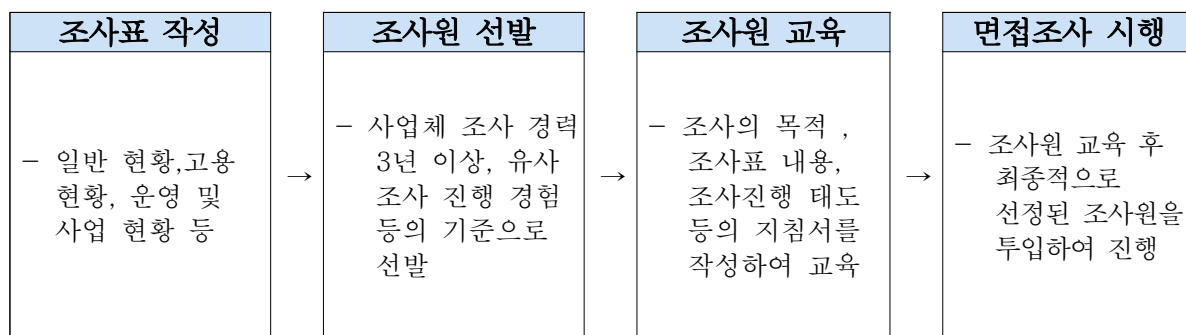 조사표 작성
- 일반 현황,고용
현황, 운영 및
사업 현황 등
→
조사원 선발
- 사업체 조사 경력
3년 이상, 유사
조사 진행 경험
등의 기준으로
선발
→
조사원 교육
- 조사의 목적 ,
조사표 내용,
조사진행 태도
등의 지침서를
작성하여 교육
→
면접조사 시행
- 조사원 교육 후
최종적으로
선정된 조사원을
투입하여 진행